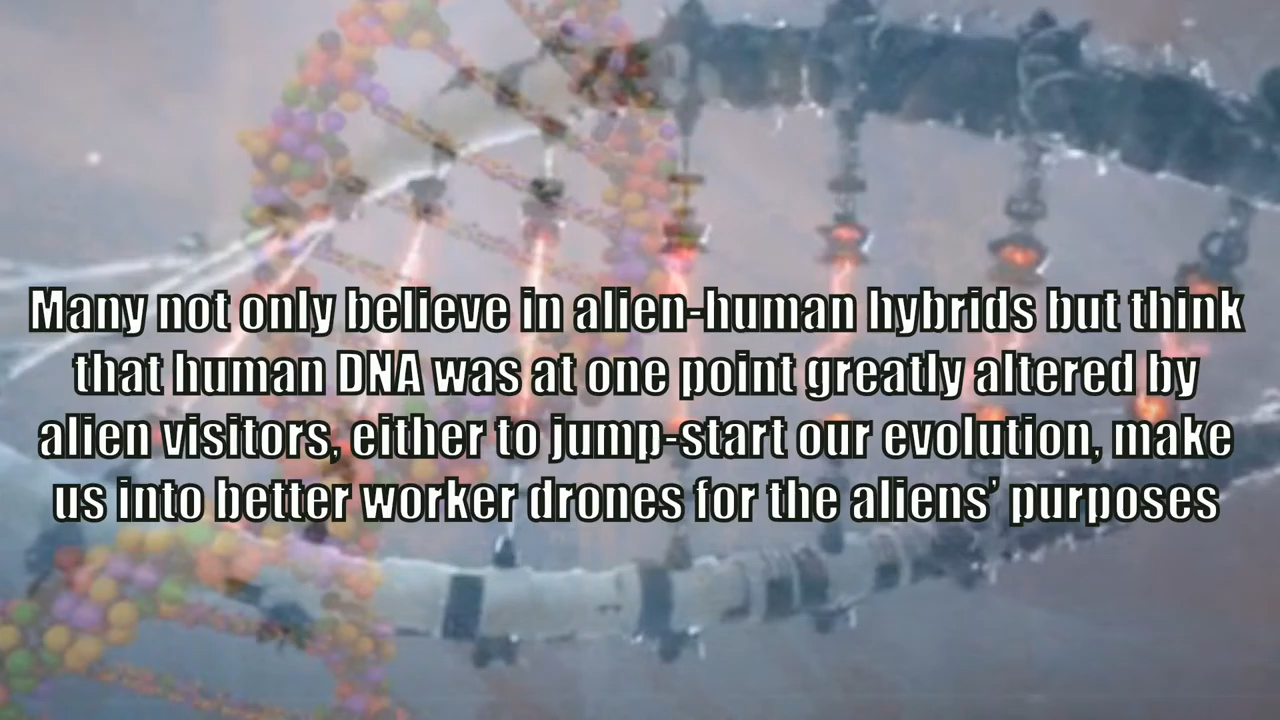 Many not only believe in alien-human hybrids but think
that human DNA was at one point greatly altered by
alien visitors, either to jump-start our evolution, make
us into better worker drones for the aliens’ purposes